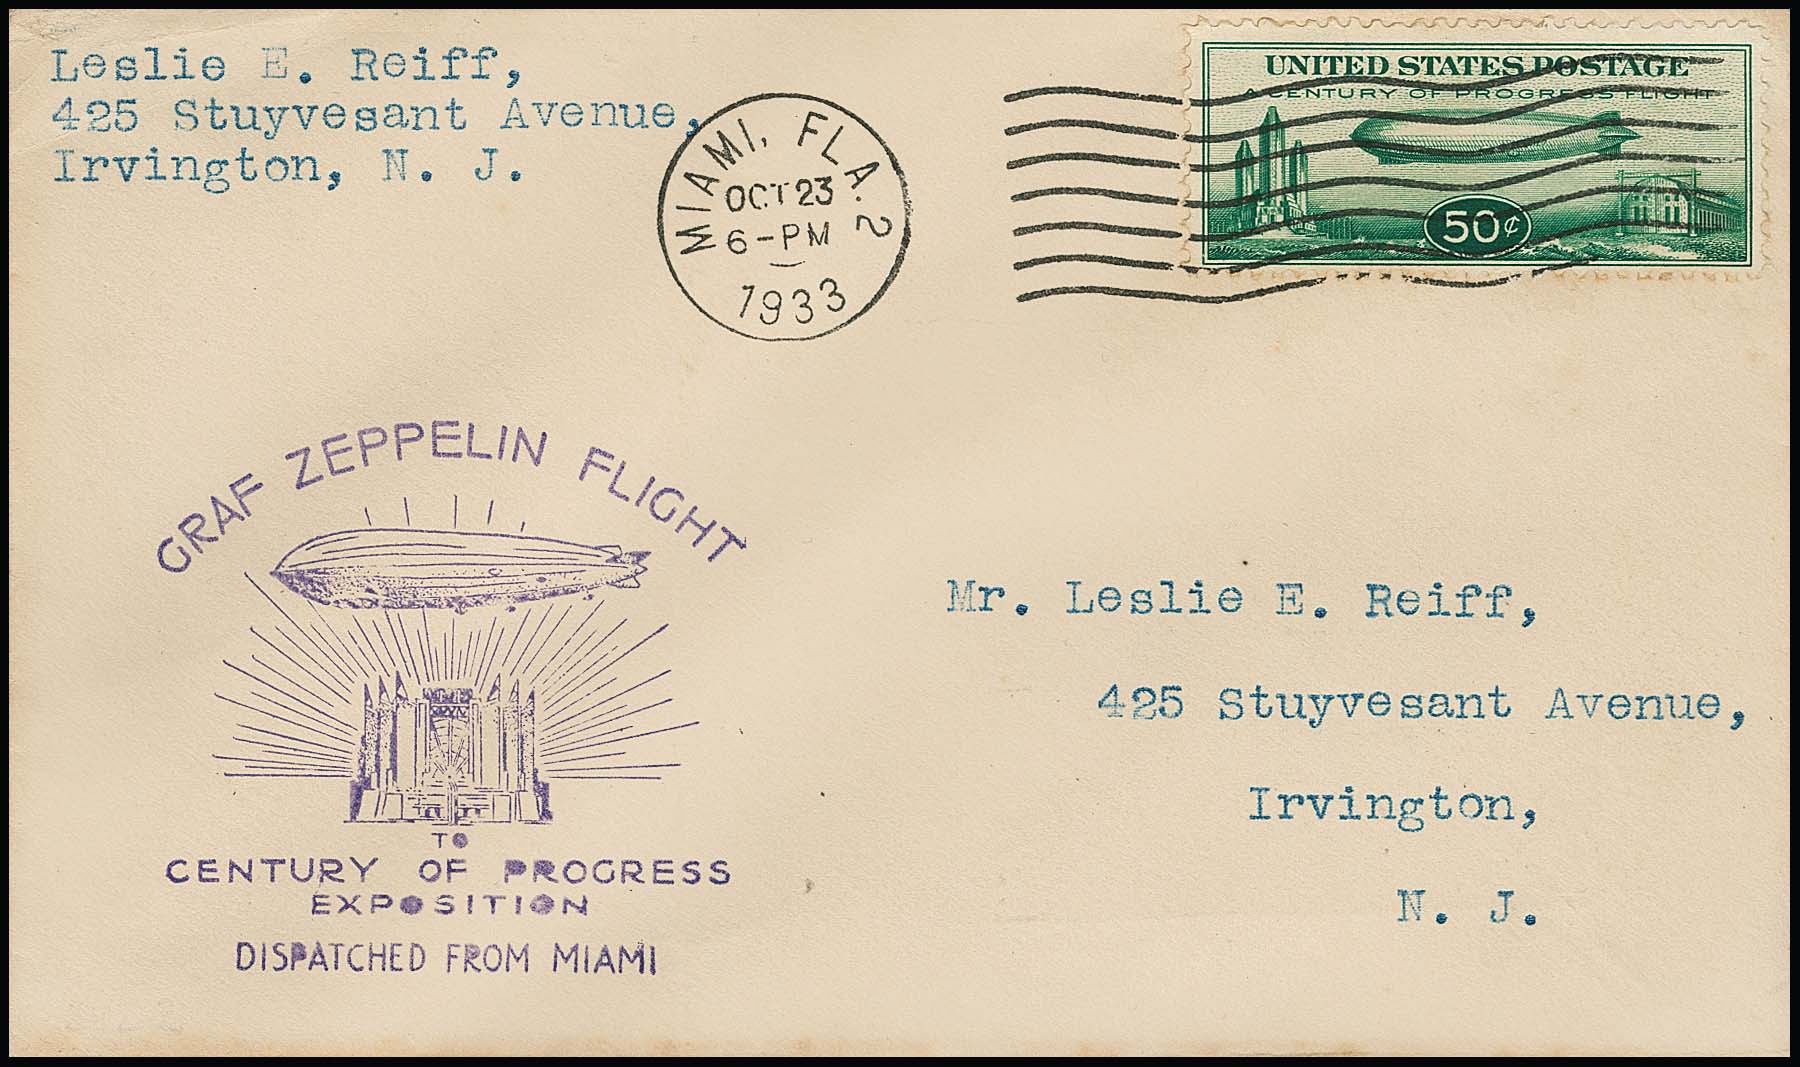 Leslie E. Reiff,
425 Stuyvesant Avenue,
Irvington, N. J.
MIAMI, FLA. 2
OCT 23
6-PM
1933
UNITED STATES POSTAGE
A CENTURY OF PROGRESS FLIGHT
50¢
GRAF ZEPPELIN FLIGHT
TO
CENTURY OF PROGRESS
EXPOSITION
DISPATCHED FROM MIAMI
Mr. Leslie E. Reiff,
425 Stuyvesant Avenue,
Irvington,
N. J.